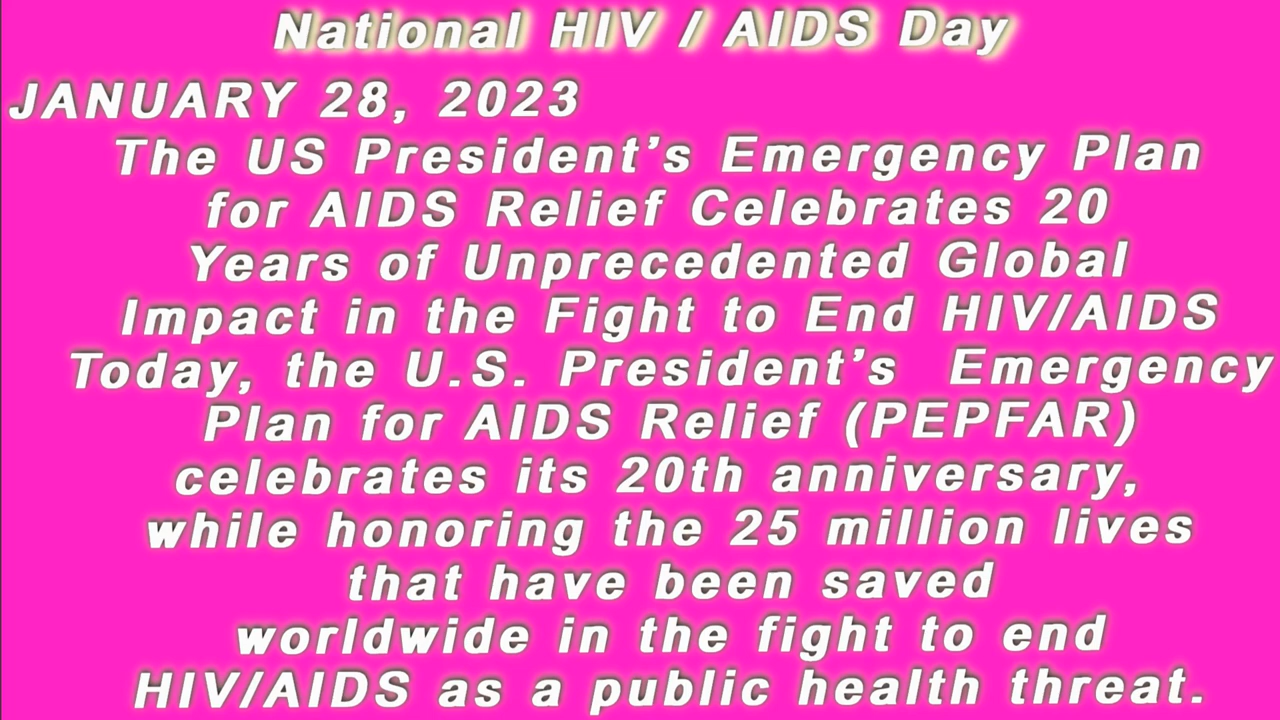 National HIV / AIDS Day
JANUARY 28, 2023
The US President’s Emergency Plan
for AIDS Relief Celebrates 20
Years of Unprecedented Global
Impact in the Fight to End HIV/AIDS
Today, the U.S. President’s Emergency
Plan for AIDS Relief (PEPFAR)
celebrates its 20th anniversary,
while honoring the 25 million lives
that have been saved
worldwide in the fight to end
HIV/AIDS as a public health threat.